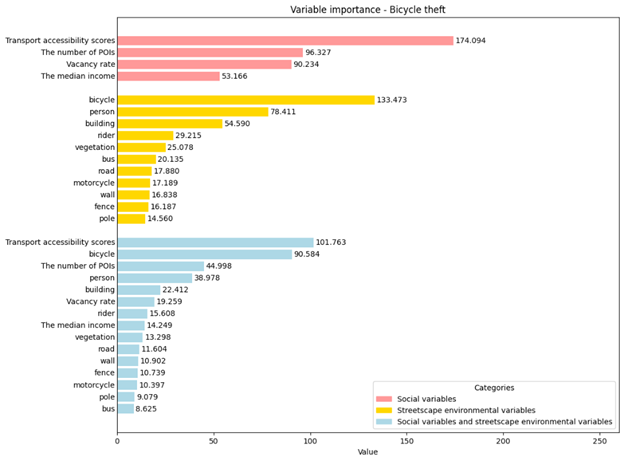 Variable importance - Bicycle theft
Transport accessibility scores 174.094
The number of POIs 96.327
Vacancy rate 90.234
The median income 53.166
bicycle 133.473
person 78.411
building 54.590
rider 29.215
vegetation 25.078
bus 20.135
road 17.880
motorcycle 17.189
wall 16.838
fence 16.187
pole 14.560
Transport accessibility scores 101.763
bicycle 90.584
The number of POIs 44.998
person 38.978
building 22.412
Vacancy rate 19.259
rider 15.608
The median income 14.249
vegetation 13.298
road 11.604
wall 10.902
fence 10.739
motorcycle 10.397
pole 9.079
bus 8.625
Categories
Social variables
Streetscape environmental variables
Social variables and streetscape environmental variables
0 50 100 150 200 250
Value